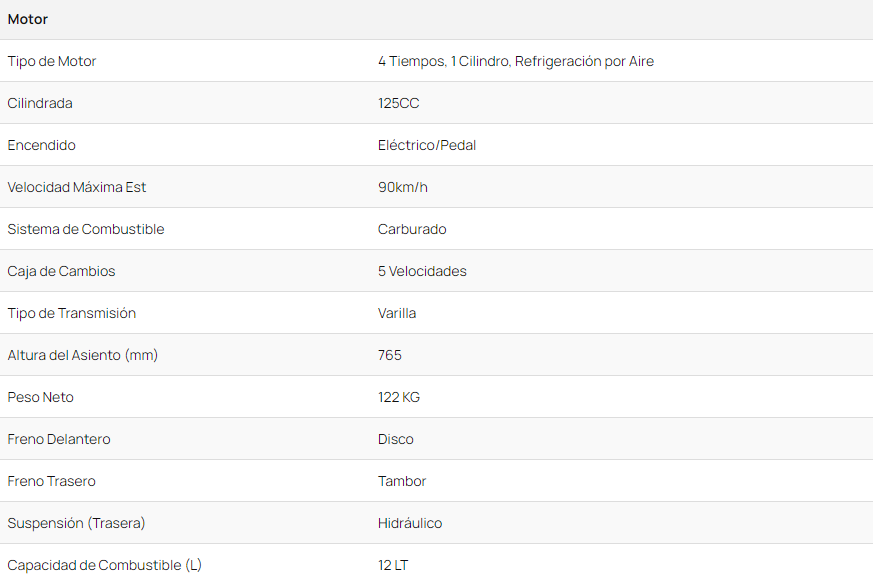 Motor
Tipo de Motor 4 Tiempos, 1 Cilindro, Refrigeración por Aire
Cilindrada 125CC
Encendido Eléctrico/Pedal
Velocidad Máxima Est 90km/h
Sistema de Combustible Carburado
Caja de Cambios 5 Velocidades
Tipo de Transmisión Varilla
Altura del Asiento (mm) 765
Peso Neto 122 KG
Freno Delantero Disco
Freno Trasero Tambor
Suspensión (Trasera) Hidráulico
Capacidad de Combustible (L) 12 LT